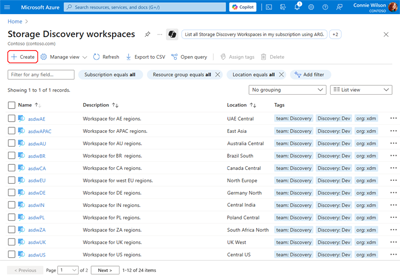 Microsoft Azure
Search resources, services, and docs (G+/)
Copilot
Connie Wilson
CONTOSO
Home >
Storage Discovery workspaces
List all Storage Discovery Workspaces in my subscription using ARG.
+2
Contoso (contoso.com)
+ Create
Manage view
Refresh
Export to CSV
Open query
Assign tags
Delete
Filter for any field...
Subscription equals all
Resource group equals all
Location equals all
Add filter
Showing 1 to 1 of 1 records.
No grouping
List view
Name
Description
Location
Tags
asdwAE
Workspace for AE regions.
UAE Central
team: Discovery
Discovery: Dev
org: xdm
asdwAPAC
Workspace for APAC regions.
East Asia
team: Discovery
Discovery: Dev
org: xdm
asdwAU
Workspace for AU regions.
Australia Central
team: Discovery
Discovery: Dev
org: xdm
asdwBR
Workspace for BR regions.
Brazil South
team: Discovery
Discovery: Dev
org: xdm
asdwCA
Workspace for CA regions.
Canada Central
team: Discovery
Discovery: Dev
org: xdm
asdwEU
Workspace for west EU regions.
North Europe
team: Discovery
Discovery: Dev
org: xdm
asdwDE
Workspace for DE regions.
Germany North
team: Discovery
Discovery: Dev
org: xdm
asdwIN
Workspace for IN regions.
Central India
team: Discovery
Discovery: Dev
org: xdm
asdwPL
Workspace for PL regions.
Poland Central
team: Discovery
Discovery: Dev
org: xdm
asdwZA
Workspace for ZA regions.
South Africa North
team: Discovery
Discovery: Dev
org: xdm
asdwUK
Workspace for UK regions.
UK West
team: Discovery
Discovery: Dev
org: xdm
asdwUS
Workspace for US regions.
Central US
team: Discovery
Discovery: Dev
org: xdm
< Previous
Page
1
of 2
Next >
1-12 of 24 items